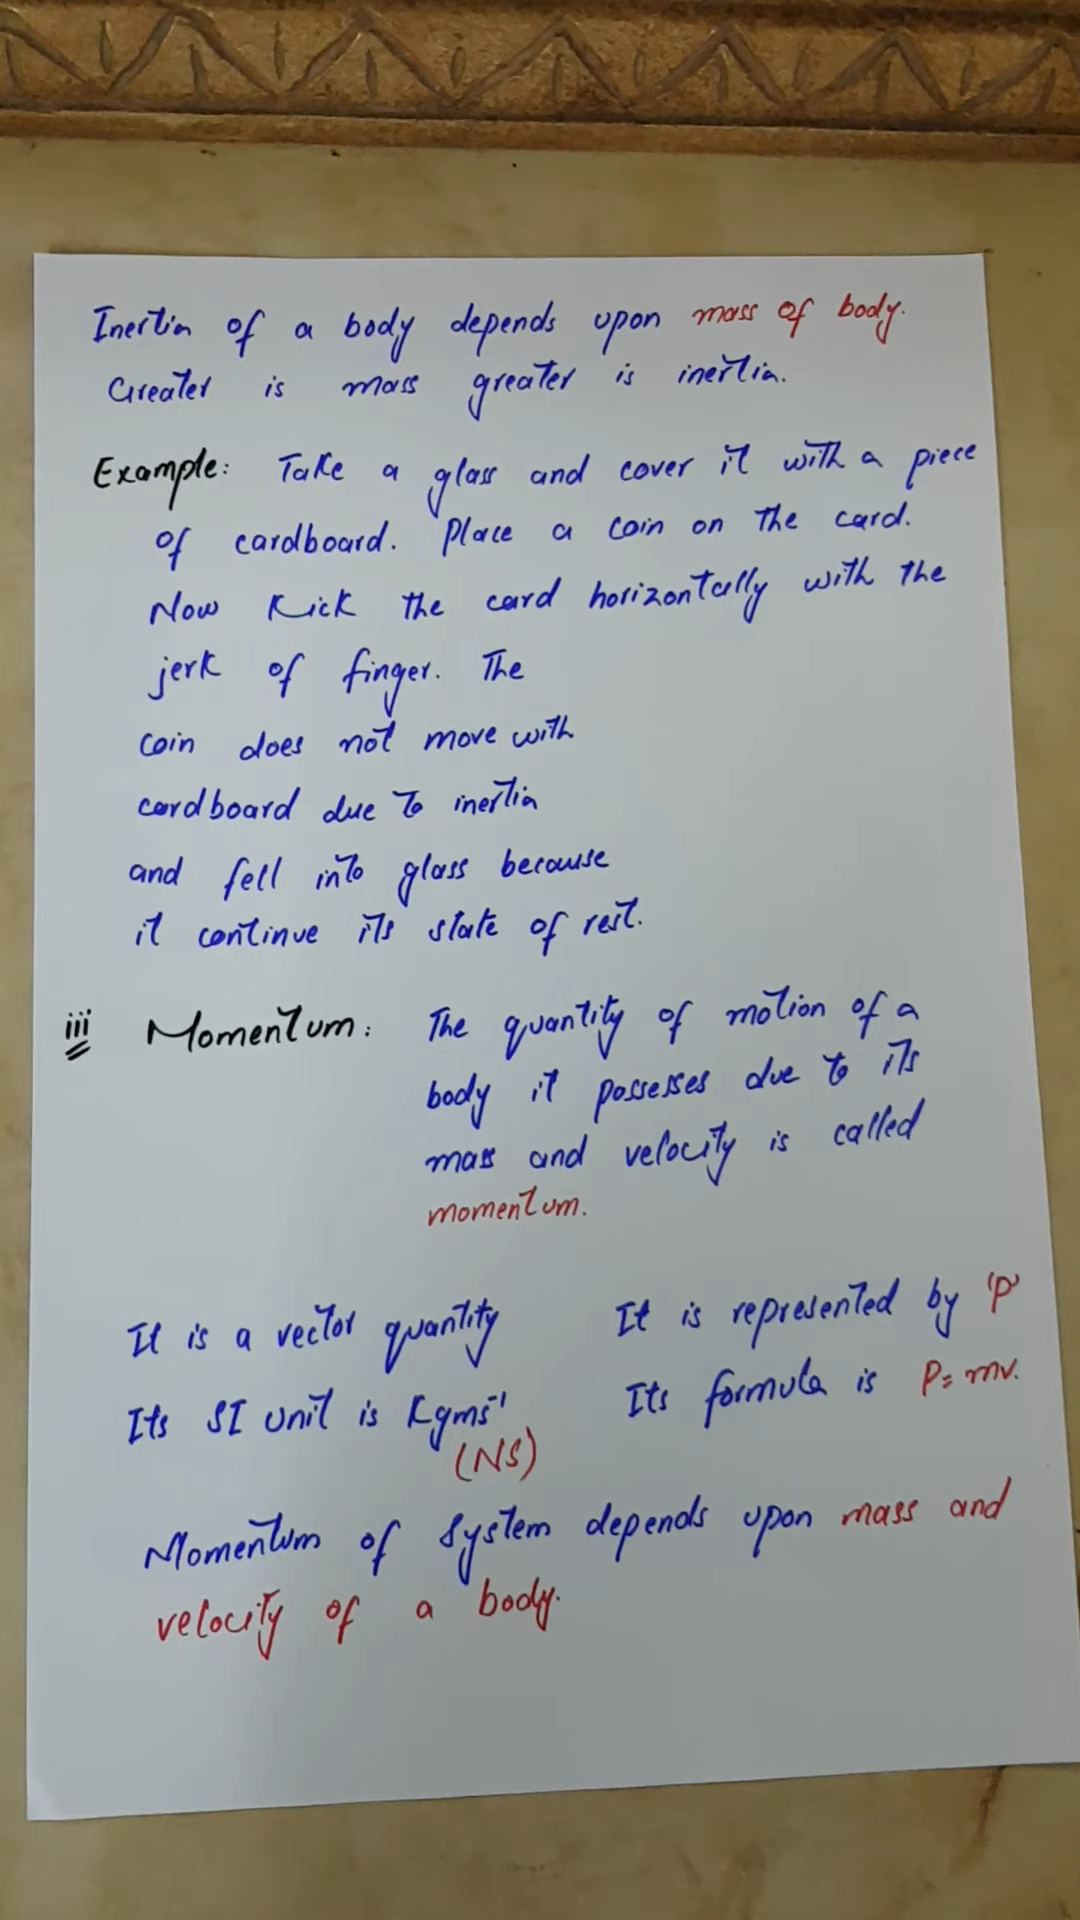 Inertia of a body depends upon mass of body.
Greater is mass greater is inertia.
Example: Take a glass and cover it with a piece
of cardboard. Place a coin on the card.
Now Kick the card horizontally with the
jerk of finger. The
coin does not move with
cardboard due to inertia
and fell into glass because
it continue its state of rest.
iii Momentum: The quantity of motion of a
body it possesses due to its
mass and velocity is called
momentum.
It is a vector quantity It is represented by 'P'
Its SI unit is Kgms⁻¹ Its formula is P=mv.
(NS)
Momentum of System depends upon mass and
velocity of a body.